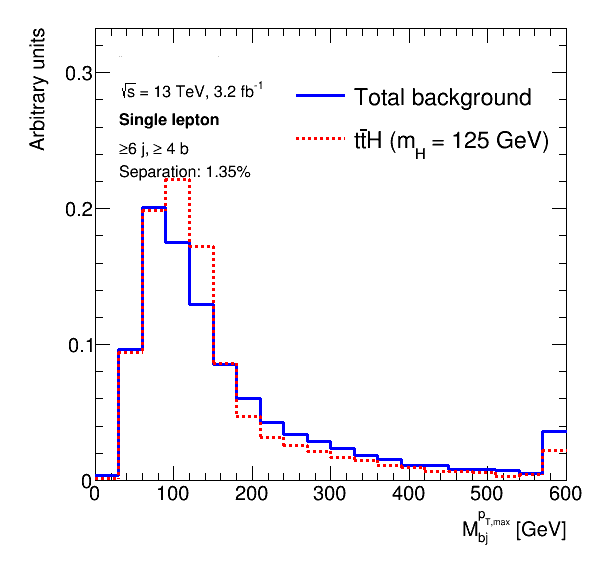 Arbitrary units
0.3
0.2
0.1
0
√s = 13 TeV, 3.2 fb⁻¹
Single lepton
≥6 j, ≥ 4 b
Separation: 1.35%
Total background
tt̄H (m_H = 125 GeV)
0 100 200 300 400 500 600
M_bj^p_T,max [GeV]